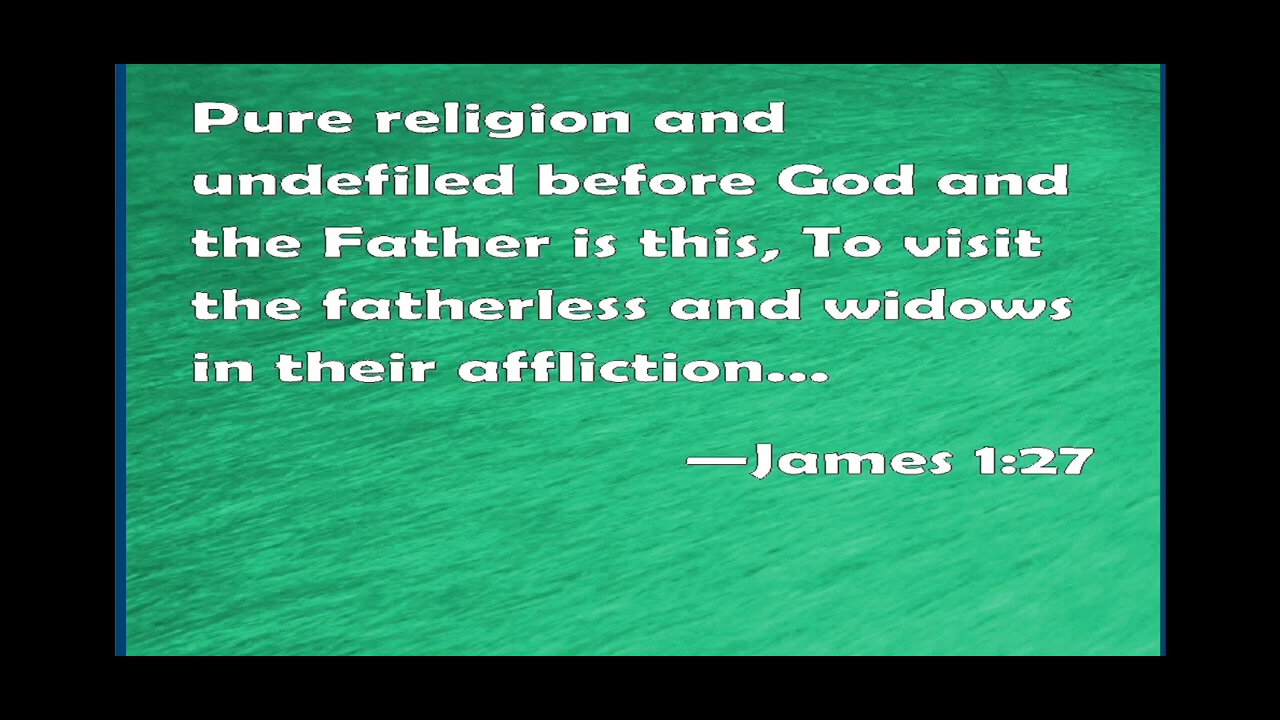 Pure religion and
undefiled before God and
the Father is this, To visit
the fatherless and widows
in their affliction...
—James 1:27